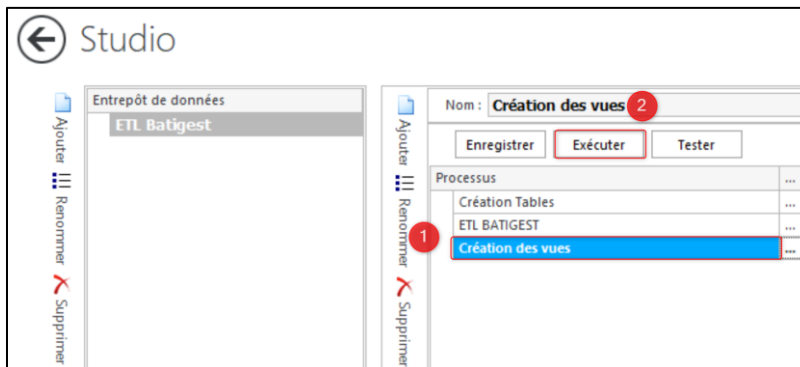 Studio
Ajouter
Renommer
Supprimer
Entrepôt de données
ETL Batigest
Ajouter
Renommer
Supprimer
Nom : Création des vues 2
Enregistrer Exécuter Tester
Processus ...
Création Tables ...
ETL BATIGEST ...
1 Création des vues ...